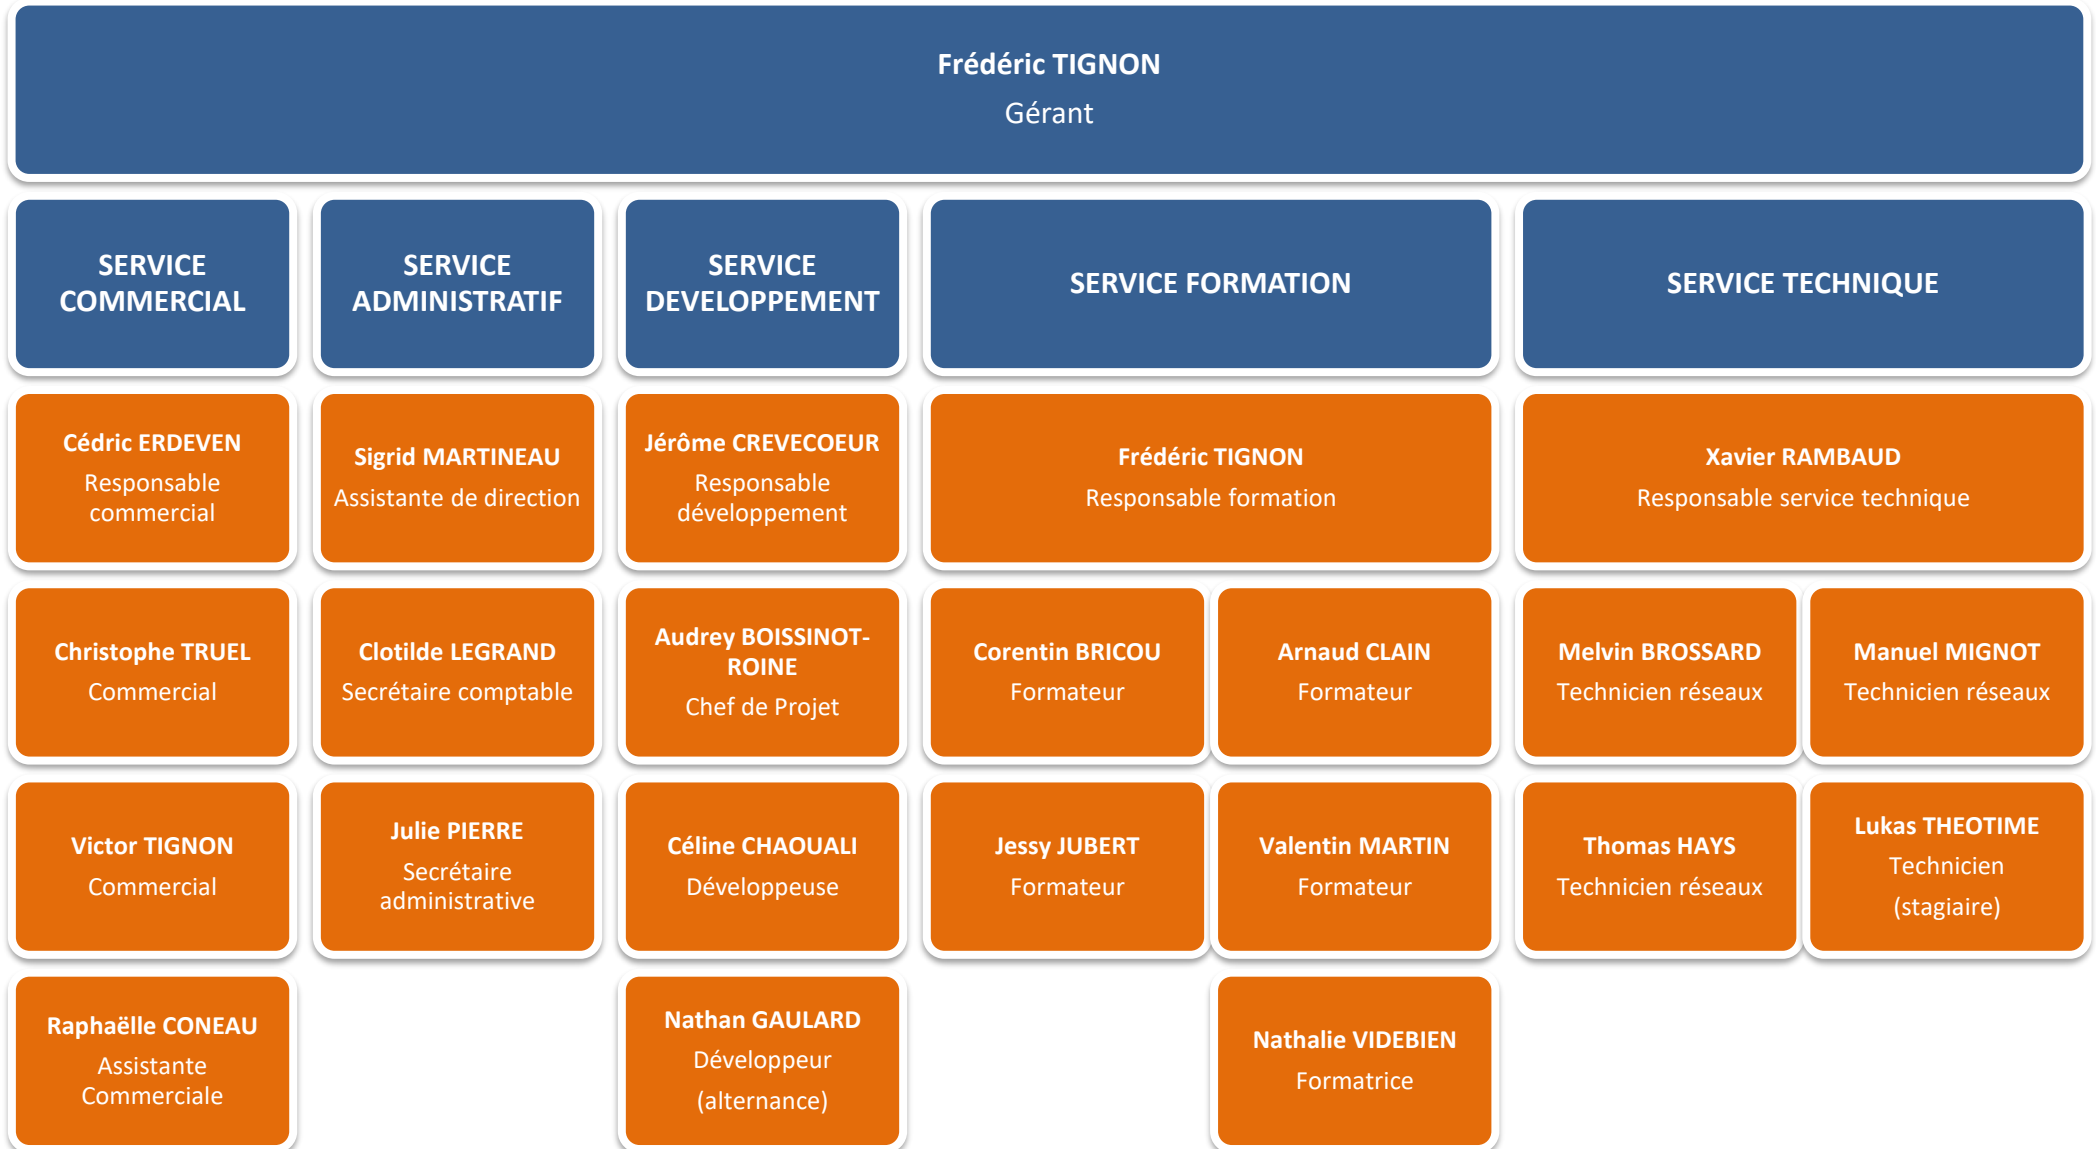 Frédéric TIGNON
Gérant
SERVICE
COMMERCIAL
SERVICE
ADMINISTRATIF
SERVICE
DEVELOPPEMENT
SERVICE FORMATION
SERVICE TECHNIQUE
Cédric ERDEVEN
Responsable
commercial
Sigrid MARTINEAU
Assistante de direction
Jérôme CREVECOEUR
Responsable
développement
Frédéric TIGNON
Responsable formation
Xavier RAMBAUD
Responsable service technique
Christophe TRUEL
Commercial
Clotilde LEGRAND
Secrétaire comptable
Audrey BOISSINOT-
ROINE
Chef de Projet
Corentin BRICOU
Formateur
Arnaud CLAIN
Formateur
Melvin BROSSARD
Technicien réseaux
Manuel MIGNOT
Technicien réseaux
Victor TIGNON
Commercial
Julie PIERRE
Secrétaire
administrative
Céline CHAOUALI
Développeuse
Jessy JUBERT
Formateur
Valentin MARTIN
Formateur
Thomas HAYS
Technicien réseaux
Lukas THEOTIME
Technicien
(stagiaire)
Raphaëlle CONEAU
Assistante
Commerciale
Nathan GAULARD
Développeur
(alternance)
Nathalie VIDEBIEN
Formatrice